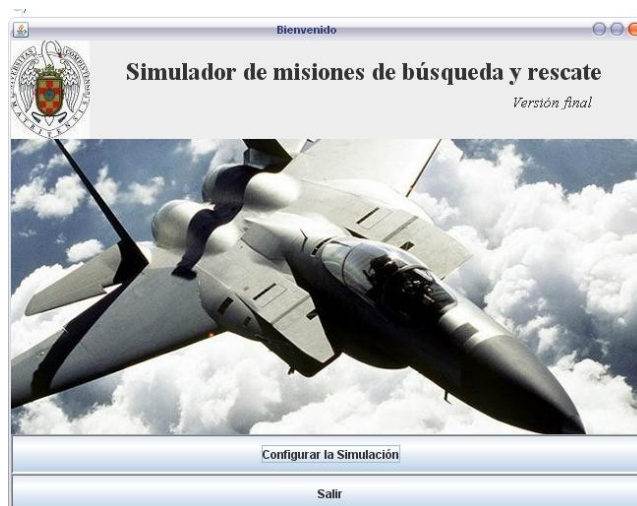 Bienvenido
Simulador de misiones de búsqueda y rescate
Versión final
Configurar la Simulación
Salir